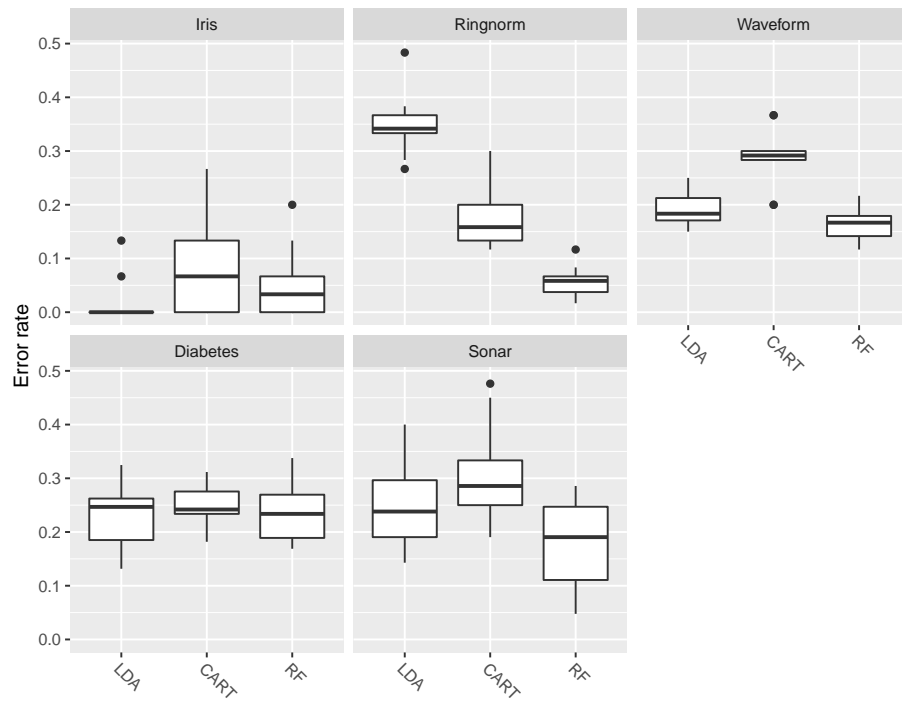 Iris Ringnorm Waveform
0.5
0.4
0.3
0.2
0.1
0.0
LDA CART RF
Error rate
Diabetes Sonar
0.5
0.4
0.3
0.2
0.1
0.0
LDA CART RF LDA CART RF